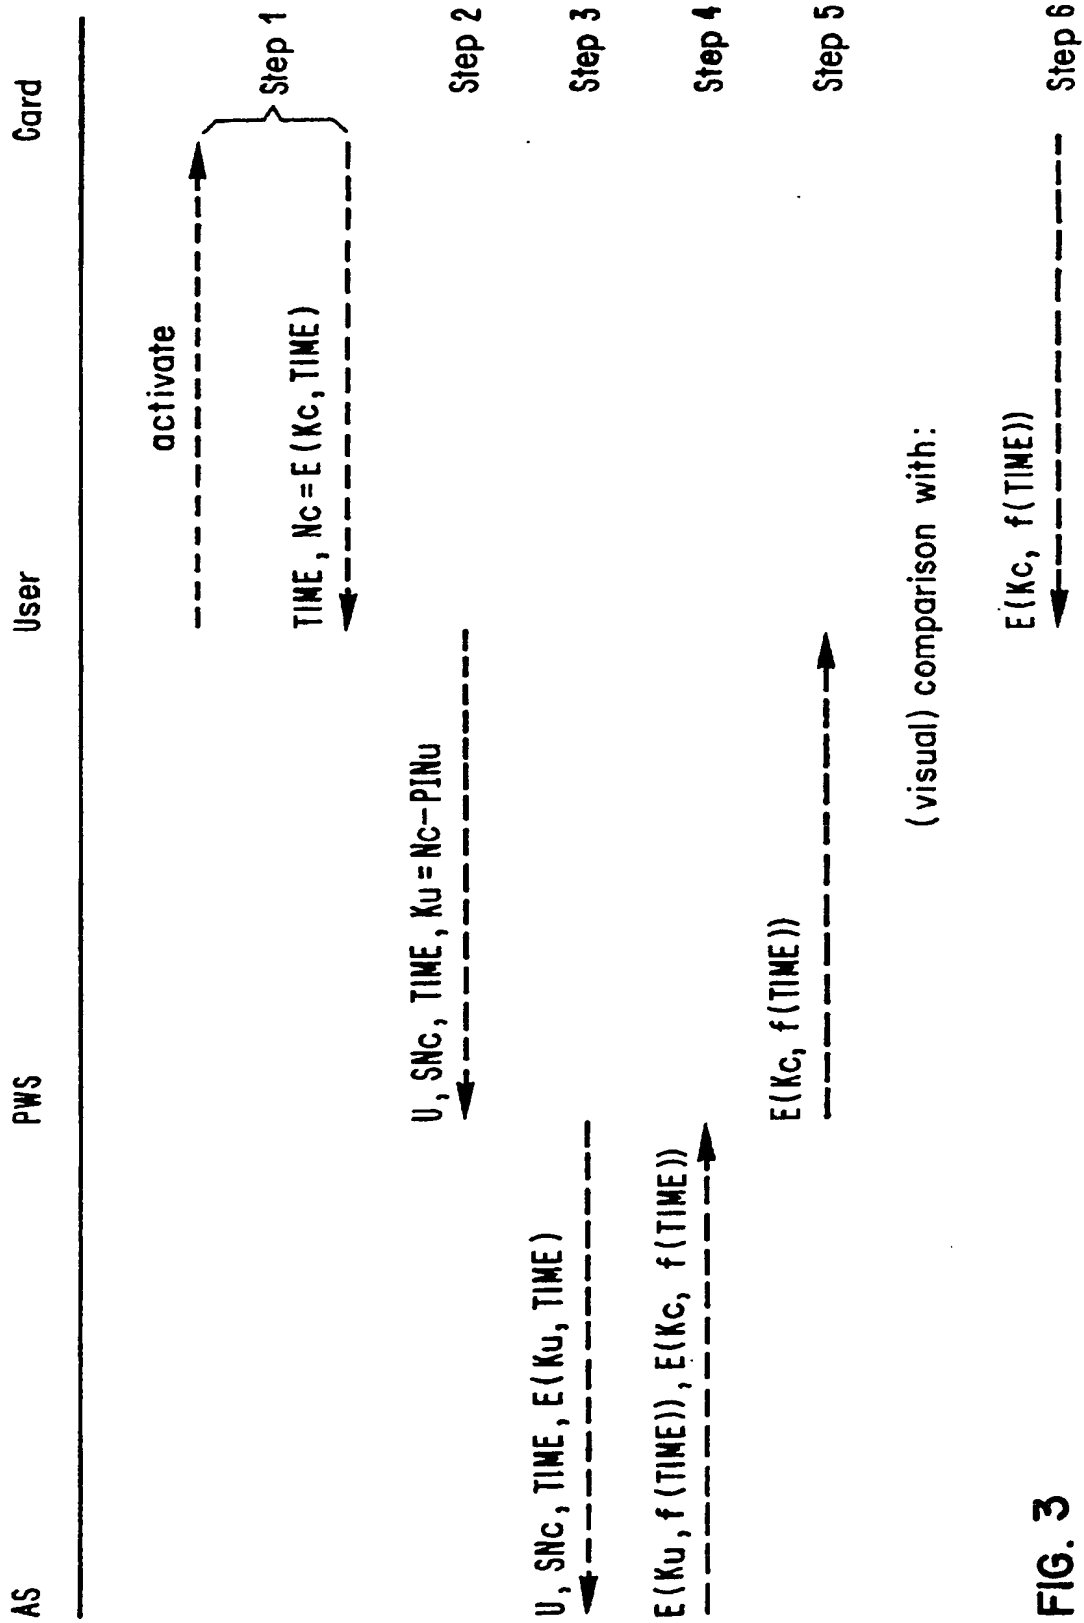 AS PWS User Card
activate
TIME, Nc=E(Kc, TIME)
Step 1
U, SNc, TIME, Ku=Nc-PINu
Step 2
U, SNc, TIME, E(Ku, TIME)
Step 3
E(Ku, f(TIME)), E(Kc, f(TIME))
Step 4
E(Kc, f(TIME))
Step 5
(visual) comparison with:
E(Kc, f(TIME))
Step 6
FIG. 3